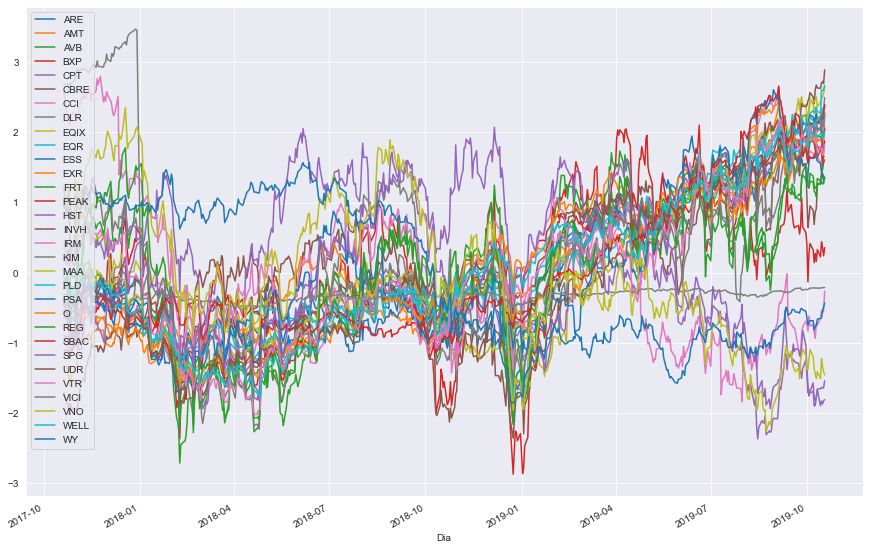 ARE
AMT
AVB
BXP
CPT
CBRE
CCI
DLR
EQIX
EQR
ESS
EXR
FRT
PEAK
HST
INVH
IRM
KIM
MAA
PLD
PSA
O
REG
SBAC
SPG
UDR
VTR
VICI
VNO
WELL
WY
3
2
1
0
−1
−2
−3
2017-10 2018-01 2018-04 2018-07 2018-10 2019-01 2019-04 2019-07 2019-10
Dia